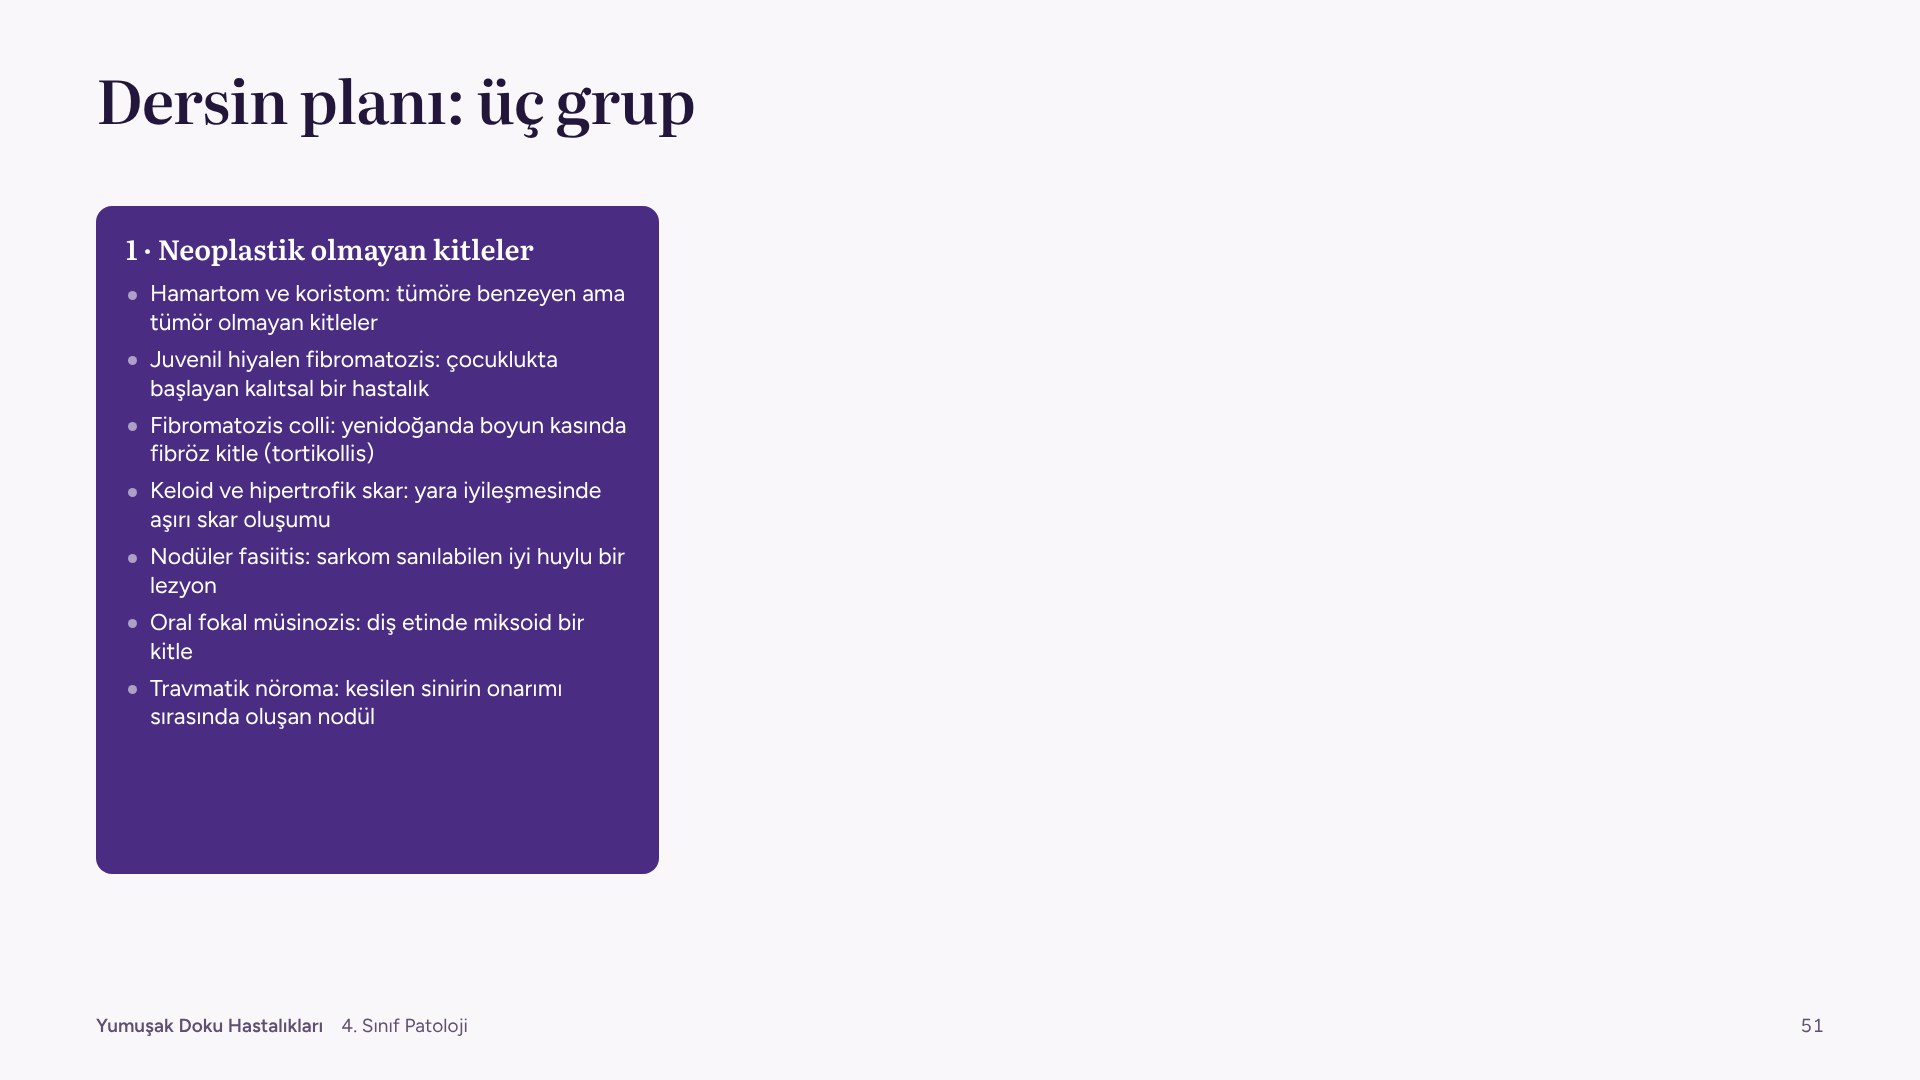 Dersin planı: üç grup
1 · Neoplastik olmayan kitleler
• Hamartom ve koristom: tümöre benzeyen ama
tümör olmayan kitleler
• Juvenil hiyalen fibromatozis: çocuklukta
başlayan kalıtsal bir hastalık
• Fibromatozis colli: yenidoğanda boyun kasında
fibröz kitle (tortikollis)
• Keloid ve hipertrofik skar: yara iyileşmesinde
aşırı skar oluşumu
• Nodüler fasiitis: sarkom sanılabilen iyi huylu bir
lezyon
• Oral fokal müsinozis: diş etinde miksoid bir
kitle
• Travmatik nöroma: kesilen sinirin onarımı
sırasında oluşan nodül
Yumuşak Doku Hastalıkları 4. Sınıf Patoloji
51